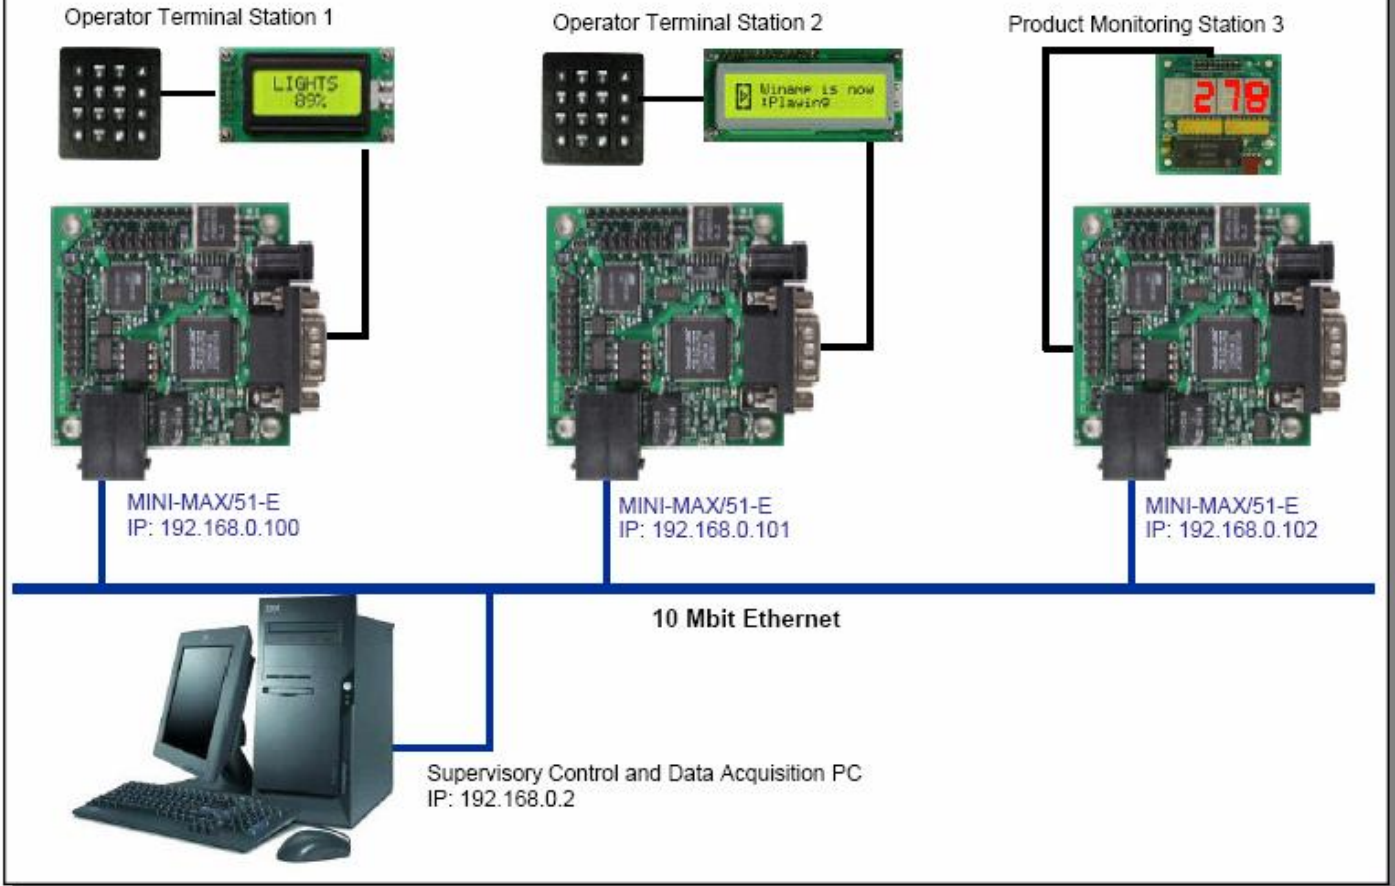 Operator Terminal Station 1
Operator Terminal Station 2
Product Monitoring Station 3
LIGHTS
89%
Winamp is now
:Playing
278
MINI-MAX/51-E
IP: 192.168.0.100
MINI-MAX/51-E
IP: 192.168.0.101
MINI-MAX/51-E
IP: 192.168.0.102
10 Mbit Ethernet
IBM
Supervisory Control and Data Acquisition PC
IP: 192.168.0.2